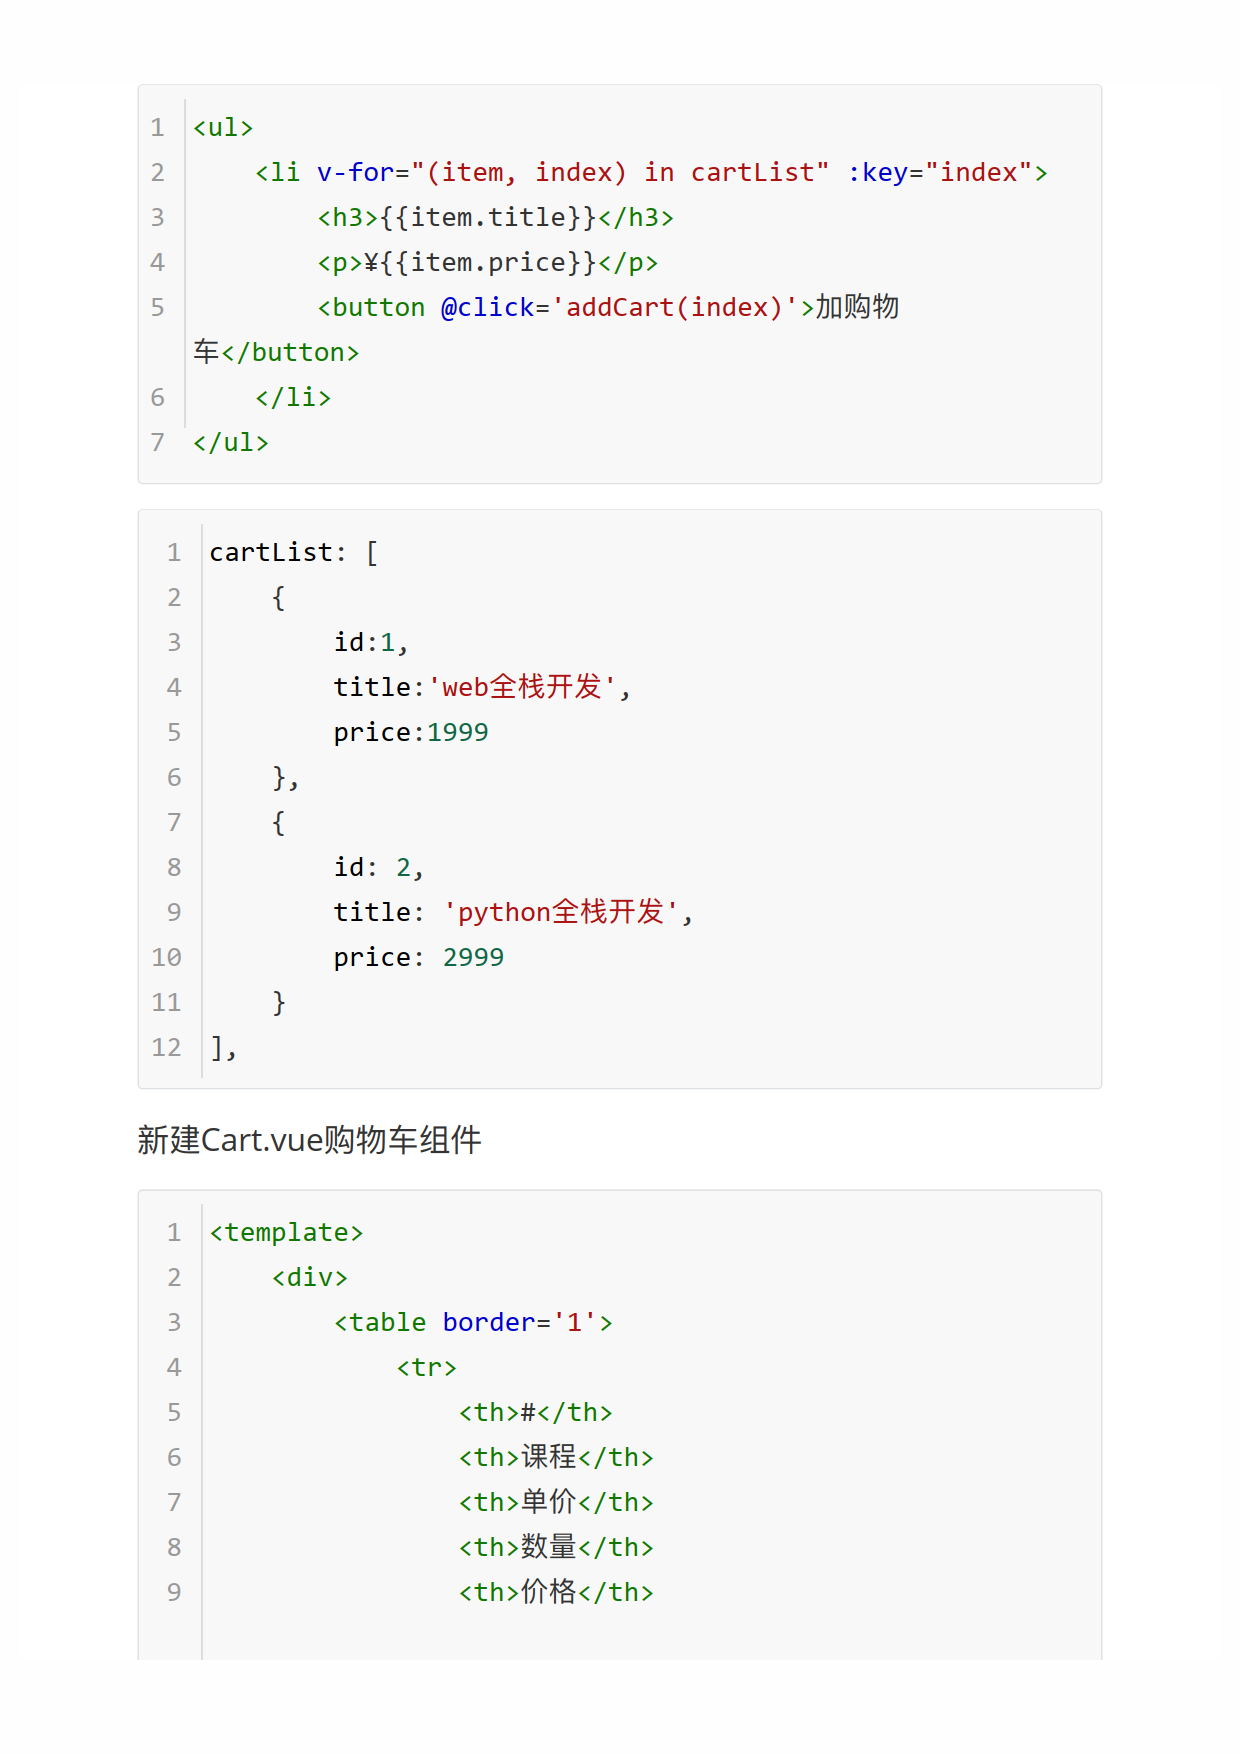 1 <ul>
2     <li v-for="(item, index) in cartList" :key="index">
3         <h3>{{item.title}}</h3>
4         <p>¥{{item.price}}</p>
5         <button @click='addCart(index)'>加购物
车</button>
6     </li>
7 </ul>
1 cartList: [
2     {
3         id:1,
4         title:'web全栈开发',
5         price:1999
6     },
7     {
8         id: 2,
9         title: 'python全栈开发',
10         price: 2999
11     }
12 ],
新建Cart.vue购物车组件
1 <template>
2     <div>
3         <table border='1'>
4             <tr>
5                 <th>#</th>
6                 <th>课程</th>
7                 <th>单价</th>
8                 <th>数量</th>
9                 <th>价格</th>